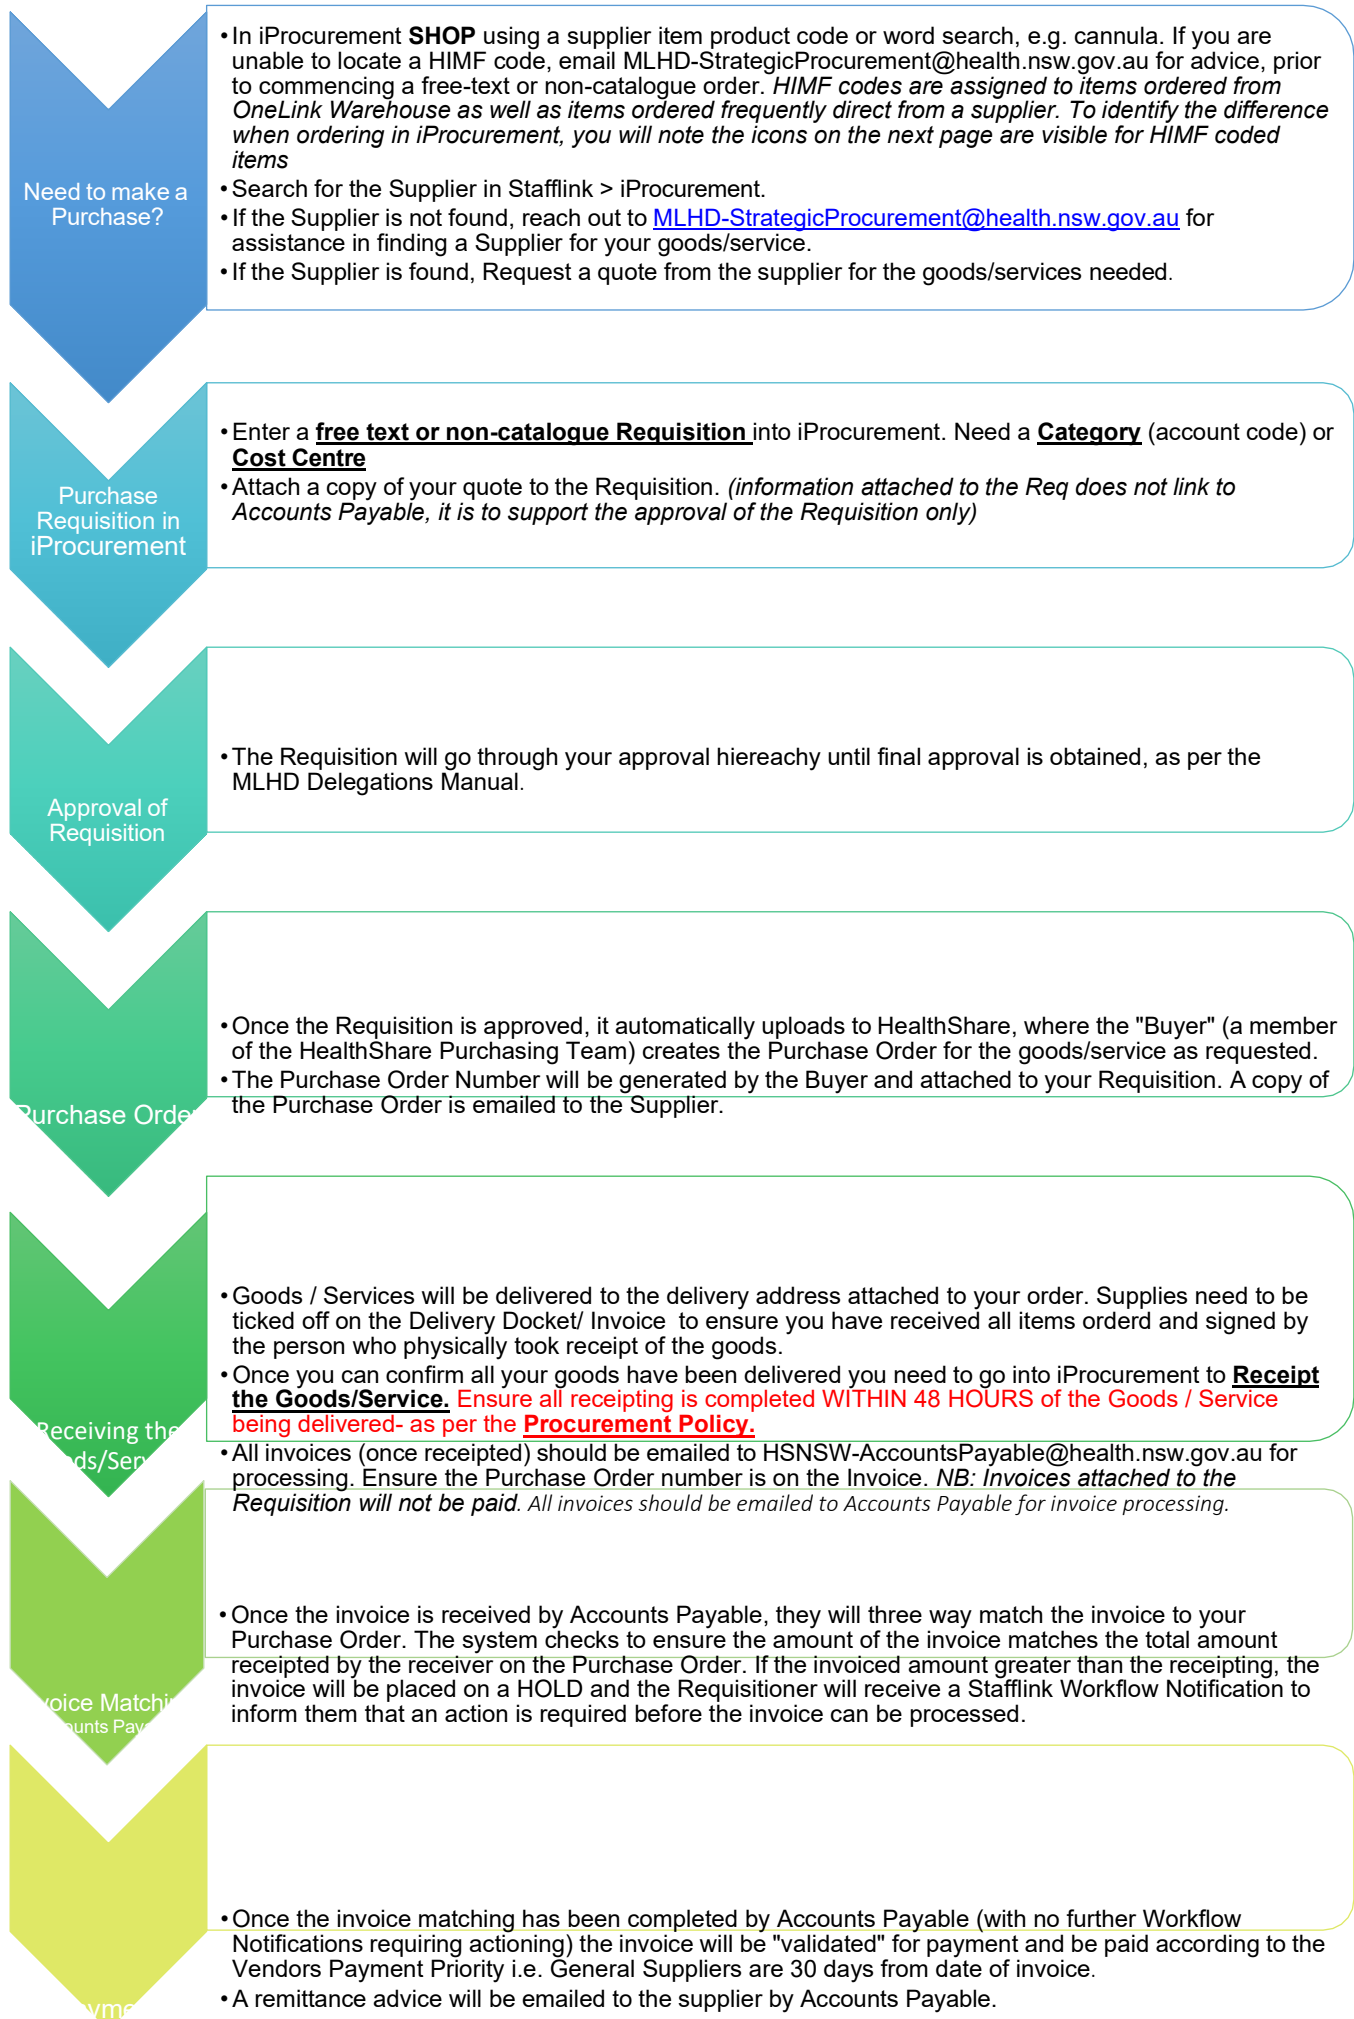 Need to make a
Purchase?
•In iProcurement SHOP using a supplier item product code or word search, e.g. cannula. If you are
unable to locate a HIMF code, email MLHD-StrategicProcurement@health.nsw.gov.au for advice, prior
to commencing a free-text or non-catalogue order. HIMF codes are assigned to items ordered from
OneLink Warehouse as well as items ordered frequently direct from a supplier. To identify the difference
when ordering in iProcurement, you will note the icons on the next page are visible for HIMF coded
items
•Search for the Supplier in Stafflink > iProcurement.
•If the Supplier is not found, reach out to MLHD-StrategicProcurement@health.nsw.gov.au for
assistance in finding a Supplier for your goods/service.
•If the Supplier is found, Request a quote from the supplier for the goods/services needed.
Purchase
Requisition in
iProcurement
•Enter a free text or non-catalogue Requisition into iProcurement. Need a Category (account code) or
Cost Centre
•Attach a copy of your quote to the Requisition. (information attached to the Req does not link to
Accounts Payable, it is to support the approval of the Requisition only)
Approval of
Requisition
•The Requisition will go through your approval hiereachy until final approval is obtained, as per the
MLHD Delegations Manual.
Purchase Order
•Once the Requisition is approved, it automatically uploads to HealthShare, where the "Buyer" (a member
of the HealthShare Purchasing Team) creates the Purchase Order for the goods/service as requested.
•The Purchase Order Number will be generated by the Buyer and attached to your Requisition. A copy of
the Purchase Order is emailed to the Supplier.
Receiving the
•Goods / Services will be delivered to the delivery address attached to your order. Supplies need to be
ticked off on the Delivery Docket/ Invoice to ensure you have received all items orderd and signed by
the person who physically took receipt of the goods.
•Once you can confirm all your goods have been delivered you need to go into iProcurement to Receipt
the Goods/Service. Ensure all receipting is completed WITHIN 48 HOURS of the Goods / Service
being delivered- as per the Procurement Policy.
•All invoices (once receipted) should be emailed to HSNSW-AccountsPayable@health.nsw.gov.au for
processing. Ensure the Purchase Order number is on the Invoice. NB: Invoices attached to the
Requisition will not be paid. All invoices should be emailed to Accounts Payable for invoice processing.
•Once the invoice is received by Accounts Payable, they will three way match the invoice to your
Purchase Order. The system checks to ensure the amount of the invoice matches the total amount
receipted by the receiver on the Purchase Order. If the invoiced amount greater than the receipting, the
invoice will be placed on a HOLD and the Requisitioner will receive a Stafflink Workflow Notification to
inform them that an action is required before the invoice can be processed.
•Once the invoice matching has been completed by Accounts Payable (with no further Workflow
Notifications requiring actioning) the invoice will be "validated" for payment and be paid according to the
Vendors Payment Priority i.e. General Suppliers are 30 days from date of invoice.
•A remittance advice will be emailed to the supplier by Accounts Payable.